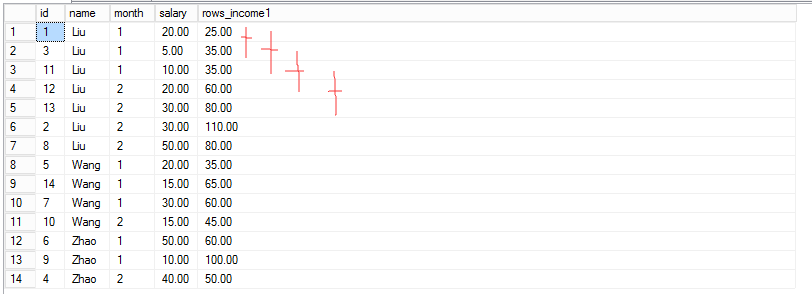 id name month salary rows_income1
1 1 Liu 1 20.00 25.00
2 3 Liu 1 5.00 35.00
3 11 Liu 1 10.00 35.00
4 12 Liu 2 20.00 60.00
5 13 Liu 2 30.00 80.00
6 2 Liu 2 30.00 110.00
7 8 Liu 2 50.00 80.00
8 5 Wang 1 20.00 35.00
9 14 Wang 1 15.00 65.00
10 7 Wang 1 30.00 60.00
11 10 Wang 2 15.00 45.00
12 6 Zhao 1 50.00 60.00
13 9 Zhao 1 10.00 100.00
14 4 Zhao 2 40.00 50.00